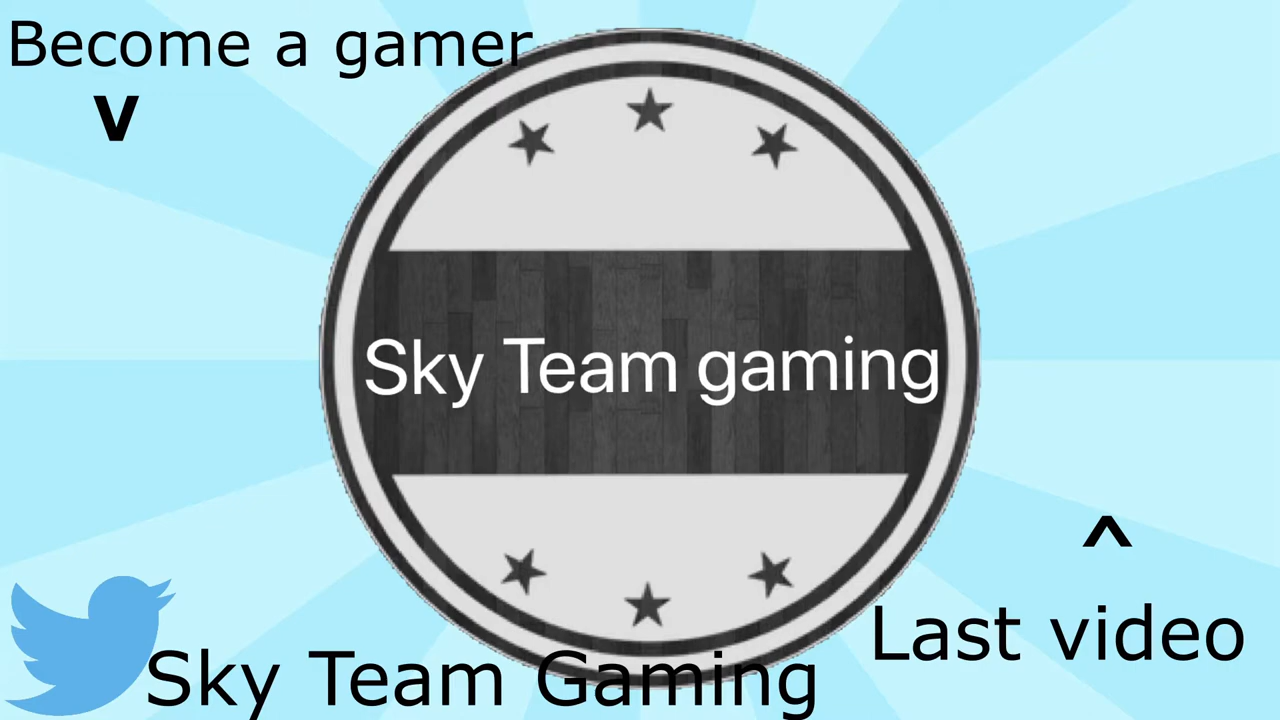 Become a gamer
v
Sky Team gaming
^
Last video
Sky Team Gaming